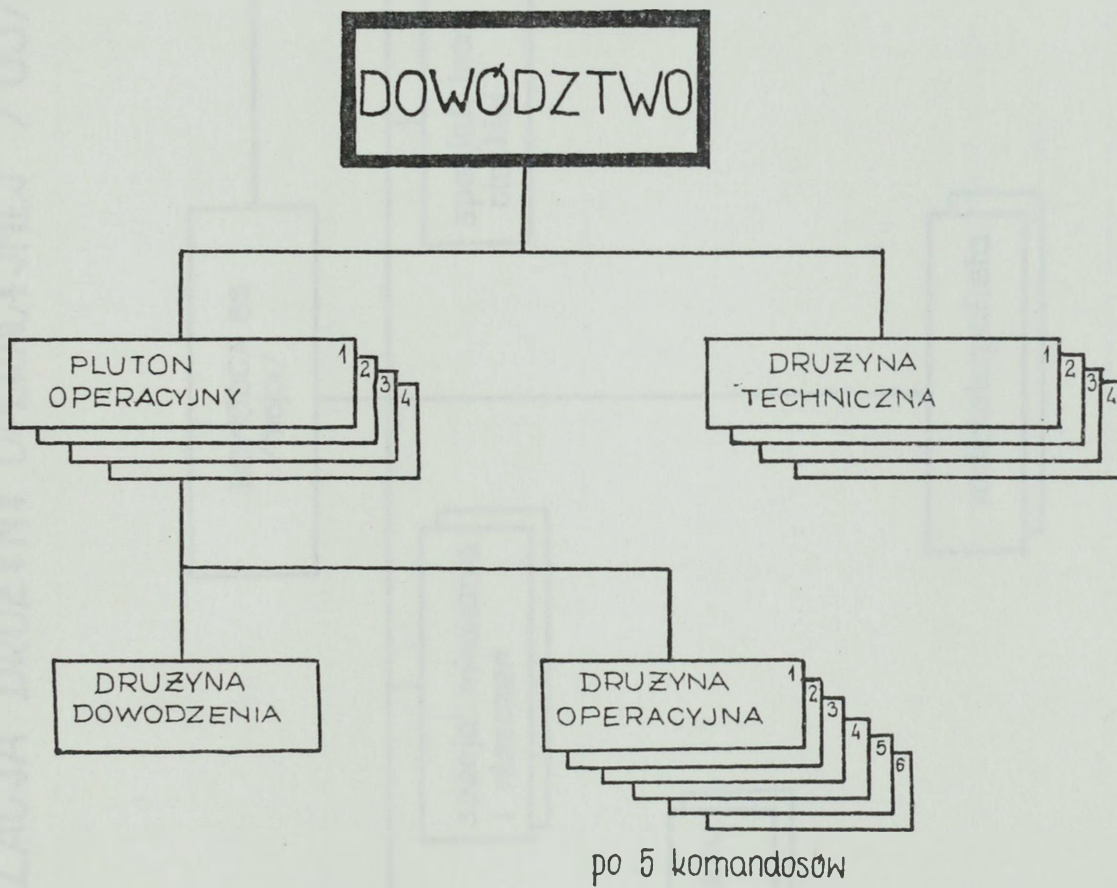 DOWÓDZTWO
PLUTON
OPERACYJNY
1
2
3
4
DRUŻYNA
TECHNICZNA
1
2
3
4
DRUŻYNA
DOWODZENIA
DRUŻYNA
OPERACYJNA
1
2
3
4
5
6
po 5 komandosów